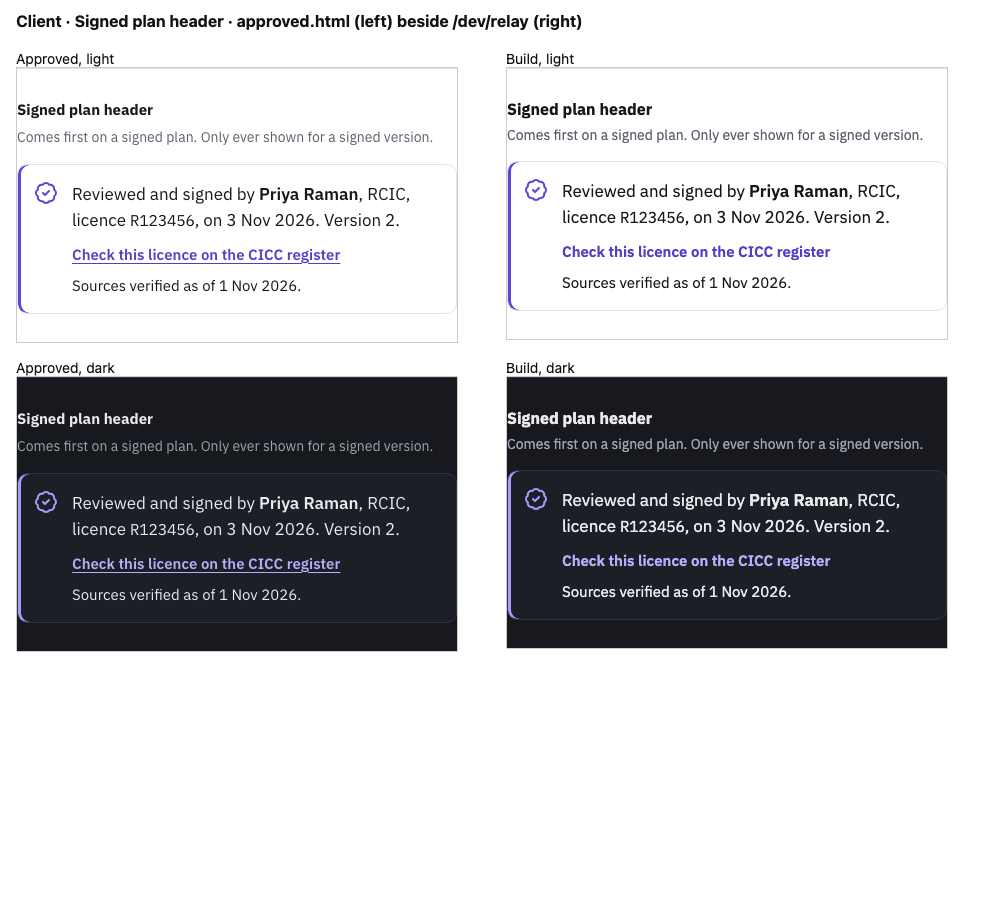 Client · Signed plan header · approved.html (left) beside /dev/relay (right)
Approved, light
Signed plan header
Comes first on a signed plan. Only ever shown for a signed version.
Reviewed and signed by Priya Raman, RCIC,
licence R123456, on 3 Nov 2026. Version 2.
Check this licence on the CICC register
Sources verified as of 1 Nov 2026.
Build, light
Signed plan header
Comes first on a signed plan. Only ever shown for a signed version.
Reviewed and signed by Priya Raman, RCIC,
licence R123456, on 3 Nov 2026. Version 2.
Check this licence on the CICC register
Sources verified as of 1 Nov 2026.
Approved, dark
Signed plan header
Comes first on a signed plan. Only ever shown for a signed version.
Reviewed and signed by Priya Raman, RCIC,
licence R123456, on 3 Nov 2026. Version 2.
Check this licence on the CICC register
Sources verified as of 1 Nov 2026.
Build, dark
Signed plan header
Comes first on a signed plan. Only ever shown for a signed version.
Reviewed and signed by Priya Raman, RCIC,
licence R123456, on 3 Nov 2026. Version 2.
Check this licence on the CICC register
Sources verified as of 1 Nov 2026.